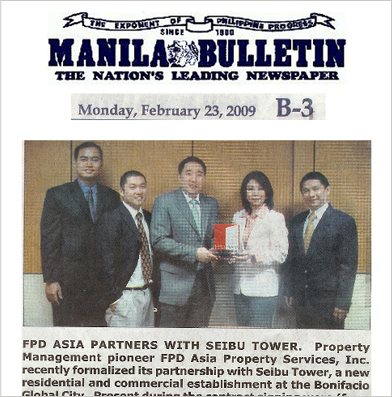 THE EXPONENT OF PHILIPPINE PROGRESS
SINCE 1900
MANILA BULLETIN
THE NATION'S LEADING NEWSPAPER
Monday, February 23, 2009 B-3
FPD ASIA PARTNERS WITH SEIBU TOWER. Property
Management pioneer FPD Asia Property Services, Inc.
recently formalized its partnership with Seibu Tower, a new
residential and commercial establishment at the Bonifacio
Global City. Present during the contract signing were